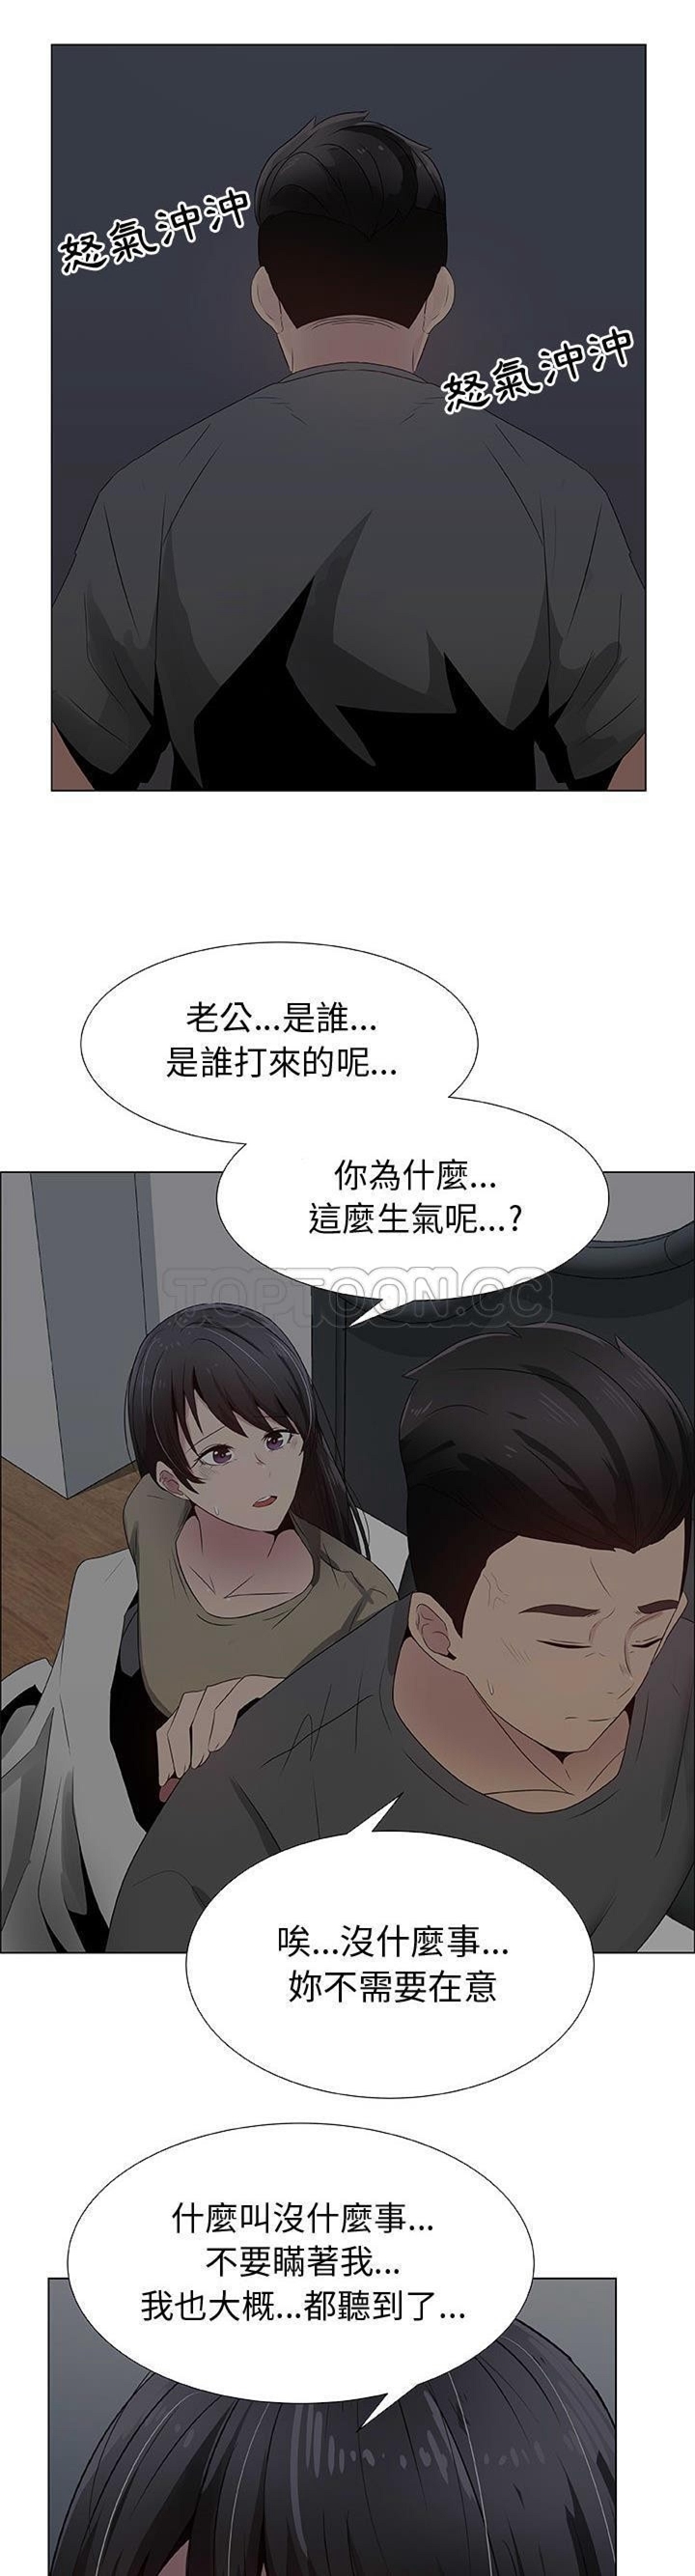 怒氣沖沖
怒氣沖沖
老公...是誰...
是誰打來的呢...
你為什麼...
這麼生氣呢...?
TOPTOON.CC
唉...沒什麼事...
妳不需要在意
什麼叫沒什麼事...
不要瞞著我...
我也大概...都聽到了...